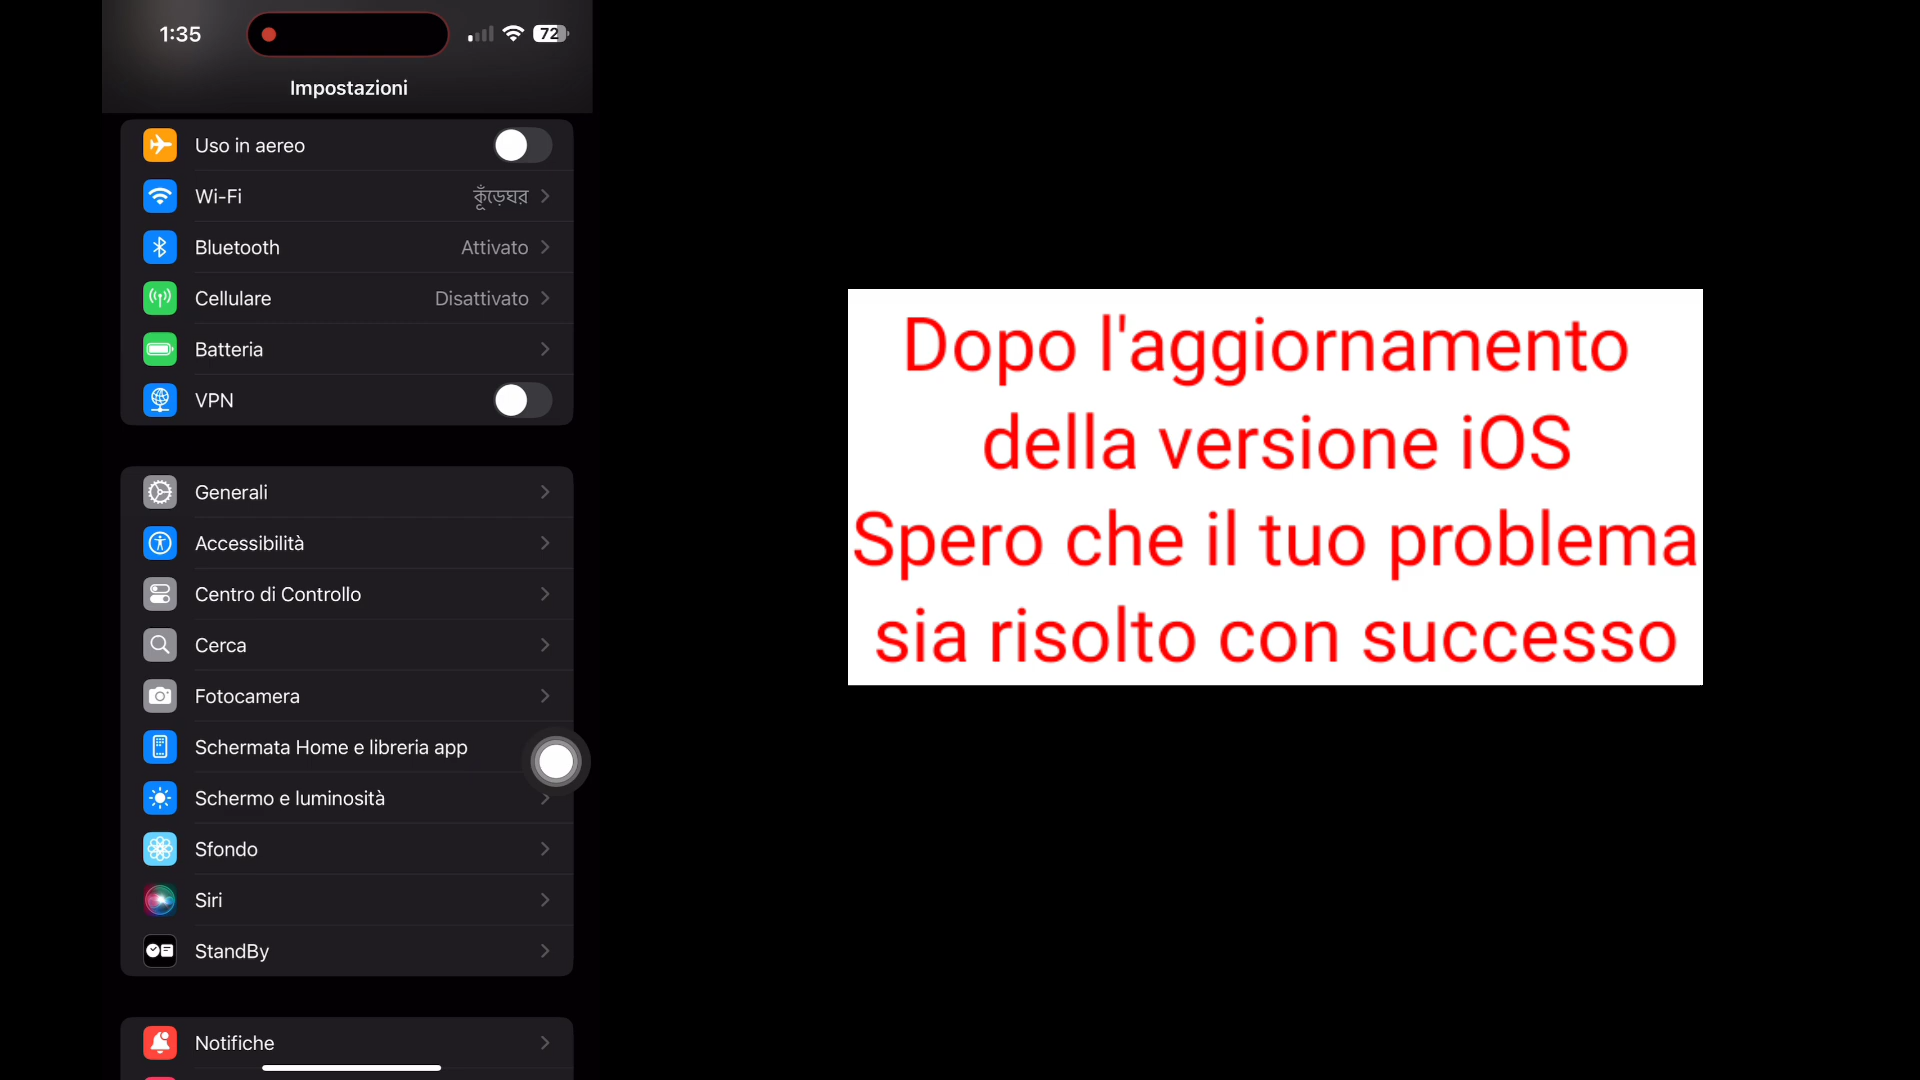 1:35
72
Impostazioni
Uso in aereo
Wi-Fi কুঁড়েঘর
Bluetooth Attivato
Cellulare Disattivato
Batteria
VPN
Generali
Accessibilità
Centro di Controllo
Cerca
Fotocamera
Schermata Home e libreria app
Schermo e luminosità
Sfondo
Siri
StandBy
Notifiche
Dopo l'aggiornamento
della versione iOS
Spero che il tuo problema
sia risolto con successo